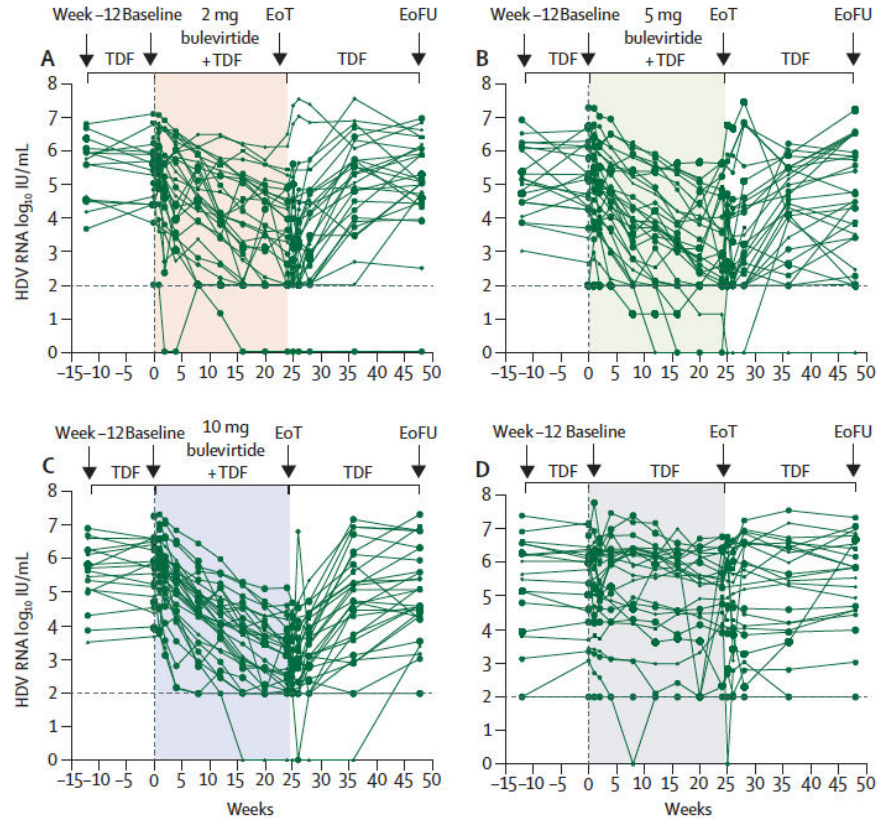 Week –12 Baseline 2 mg EoT EoFU
bulevirtide
A TDF + TDF TDF
8
7
6
5
4
3
2
1
0
HDV RNA log10 IU/mL
–15 –10 –5 0 5 10 15 20 25 30 35 40 45 50
Week –12 Baseline 5 mg EoT EoFU
bulevirtide
B TDF + TDF TDF
8
7
6
5
4
3
2
1
0
–15 –10 –5 0 5 10 15 20 25 30 35 40 45 50
Week –12 Baseline 10 mg EoT EoFU
bulevirtide
C TDF + TDF TDF
8
7
6
5
4
3
2
1
0
HDV RNA log10 IU/mL
–15 –10 –5 0 5 10 15 20 25 30 35 40 45 50
Weeks
Week –12 Baseline EoT EoFU
D TDF TDF TDF
8
7
6
5
4
3
2
1
0
–15 –10 –5 0 5 10 15 20 25 30 35 40 45 50
Weeks